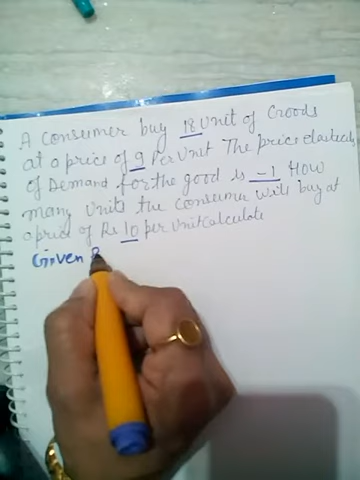 A Consumer buy 18 Unit of Goods
at a price of 9 Per Unit The price elasticity
of Demand for the good is -1 How
many Units the consumer will buy at
a price of Rs 10 per Unit Calculate
Given P